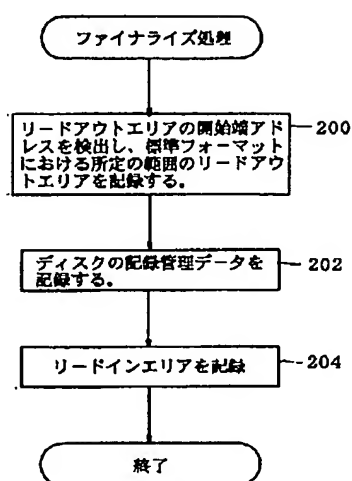 ファイナライズ処理
リードアウトエリアの開始端アド
レスを検出し、標準フォーマット
における所定の範囲のリードアウ
トエリアを記録する。
200
ディスクの記録管理データを
記録する。
202
リードインエリアを記録
204
終了